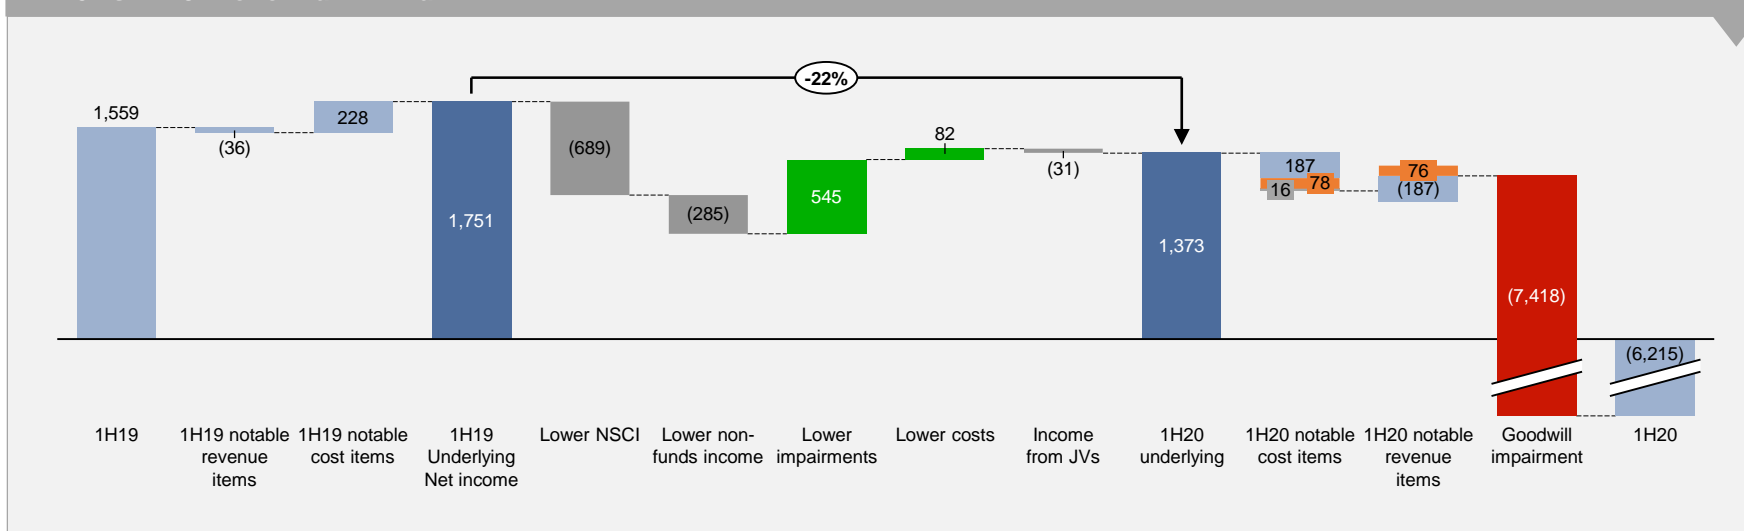 -22%
1,559
(36)
228
1,751
(689)
(285)
545
82
(31)
1,373
187
16
78
76
(187)
(7,418)
(6,215)
1H19
1H19 notable
revenue
items
1H19 notable
cost items
1H19
Underlying
Net income
Lower NSCI
Lower non-
funds income
Lower
impairments
Lower costs
Income
from JVs
1H20
underlying
1H20 notable
cost items
1H20 notable
revenue
items
Goodwill
impairment
1H20